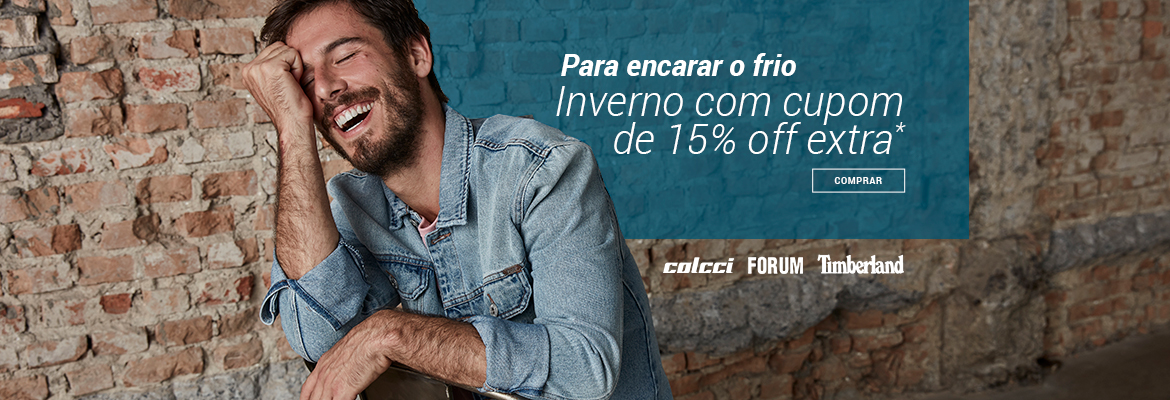 Para encarar o frio
Inverno com cupom
de 15% off extra*
COMPRAR
colcci FORUM Timberland